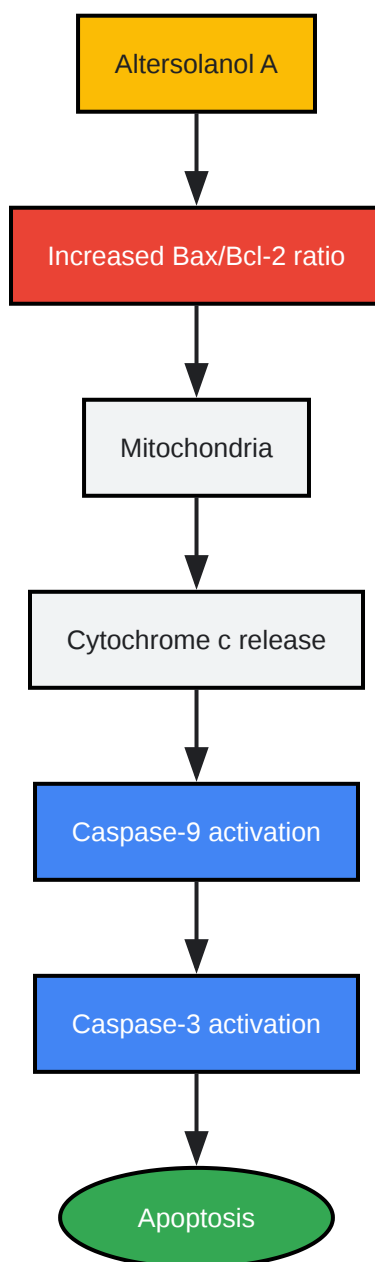 Altersolanol A
Increased Bax/Bcl-2 ratio
Mitochondria
Cytochrome c release
Caspase-9 activation
Caspase-3 activation
Apoptosis